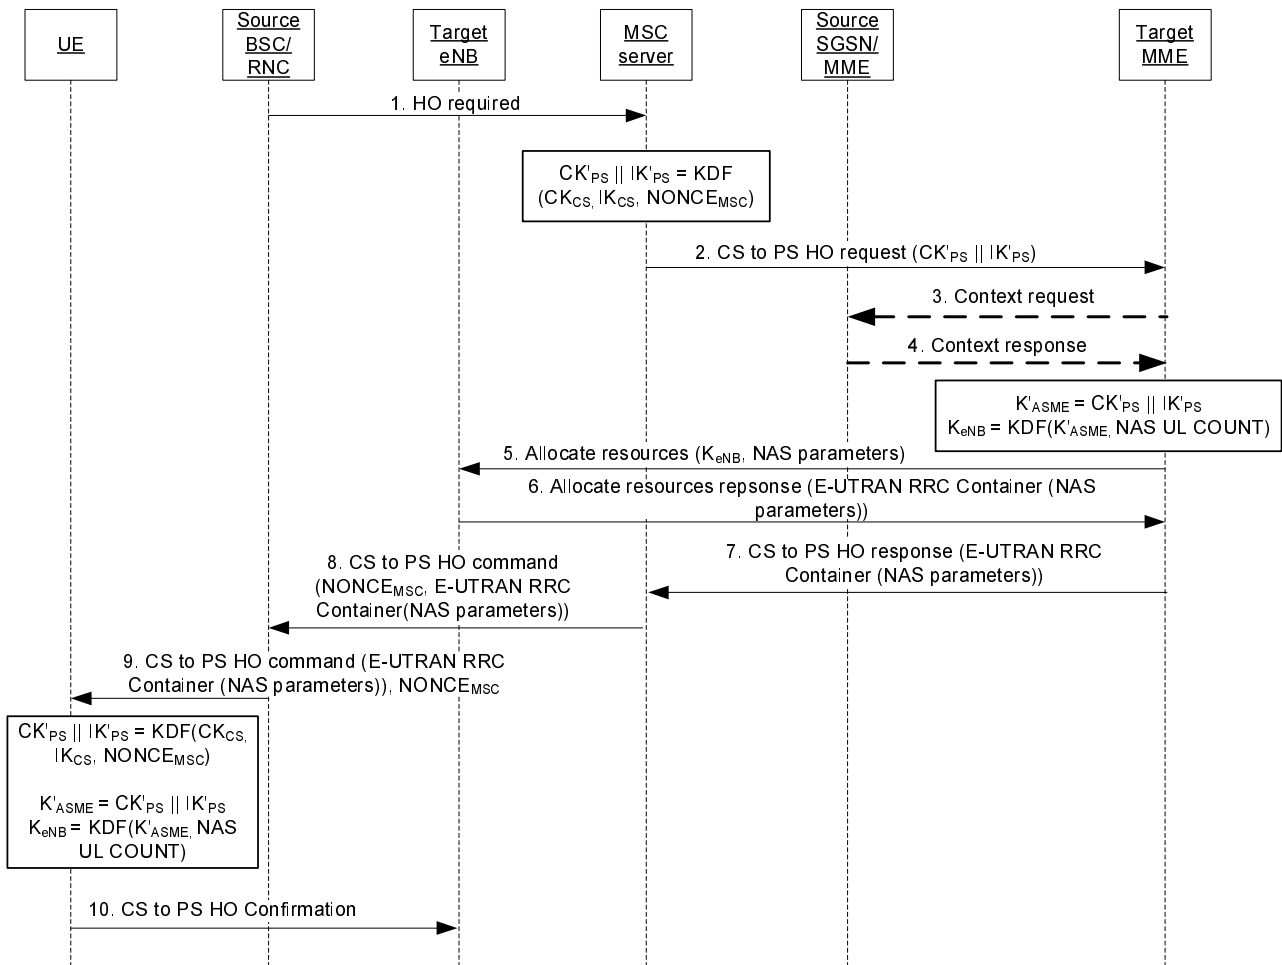 UE
Source
BSC/
RNC
Target
eNB
MSC
server
Source
SGSN/
MME
Target
MME
1. HO required
CK'PS || IK'PS = KDF
(CKCS, IKCS, NONCEMSC)
2. CS to PS HO request (CK'PS || IK'PS)
3. Context request
4. Context response
K'ASME = CK'PS || IK'PS
KeNB = KDF(K'ASME, NAS UL COUNT)
5. Allocate resources (KeNB, NAS parameters)
6. Allocate resources repsonse (E-UTRAN RRC Container (NAS
parameters))
7. CS to PS HO response (E-UTRAN RRC
Container (NAS parameters))
8. CS to PS HO command
(NONCEMSC, E-UTRAN RRC
Container(NAS parameters))
9. CS to PS HO command (E-UTRAN RRC
Container (NAS parameters)), NONCEMSC
CK'PS || IK'PS = KDF(CKCS,
IKCS, NONCEMSC)
K'ASME = CK'PS || IK'PS
KeNB = KDF(K'ASME, NAS
UL COUNT)
10. CS to PS HO Confirmation